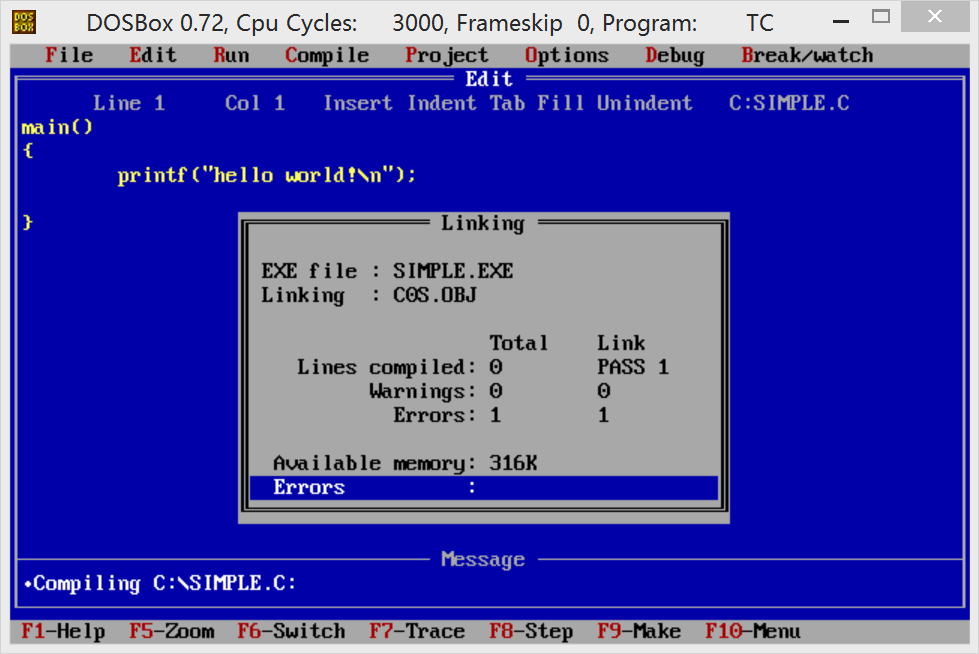 DOS BOX DOSBox 0.72, Cpu Cycles: 3000, Frameskip 0, Program: TC
File Edit Run Compile Project Options Debug Break/watch
Edit
Line 1 Col 1 Insert Indent Tab Fill Unindent C:SIMPLE.C
main()
{
printf("hello world!\n");
}
Linking
EXE file : SIMPLE.EXE
Linking : C0S.OBJ
Total Link
Lines compiled: 0 PASS 1
Warnings: 0 0
Errors: 1 1
Available memory: 316K
Errors :
Message
•Compiling C:\SIMPLE.C:
F1-Help F5-Zoom F6-Switch F7-Trace F8-Step F9-Make F10-Menu